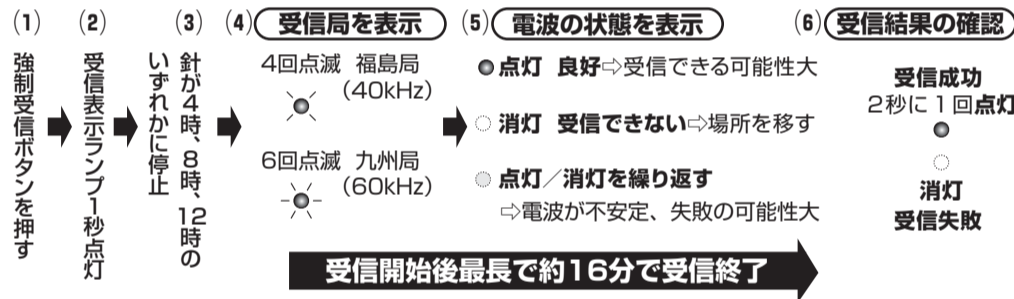 (1)
強制受信ボタンを押す
(2)
受信表示ランプ1秒点灯
(3)
針が4時、8時、12時の
いずれかに停止
(4) 受信局を表示
4回点滅 福島局
(40kHz)
6回点滅 九州局
(60kHz)
(5) 電波の状態を表示
点灯 良好⇨受信できる可能性大
消灯 受信できない⇨場所を移す
点灯／消灯を繰り返す
⇨電波が不安定、失敗の可能性大
(6) 受信結果の確認
受信成功
2秒に1回点灯
消灯
受信失敗
受信開始後最長で約16分で受信終了